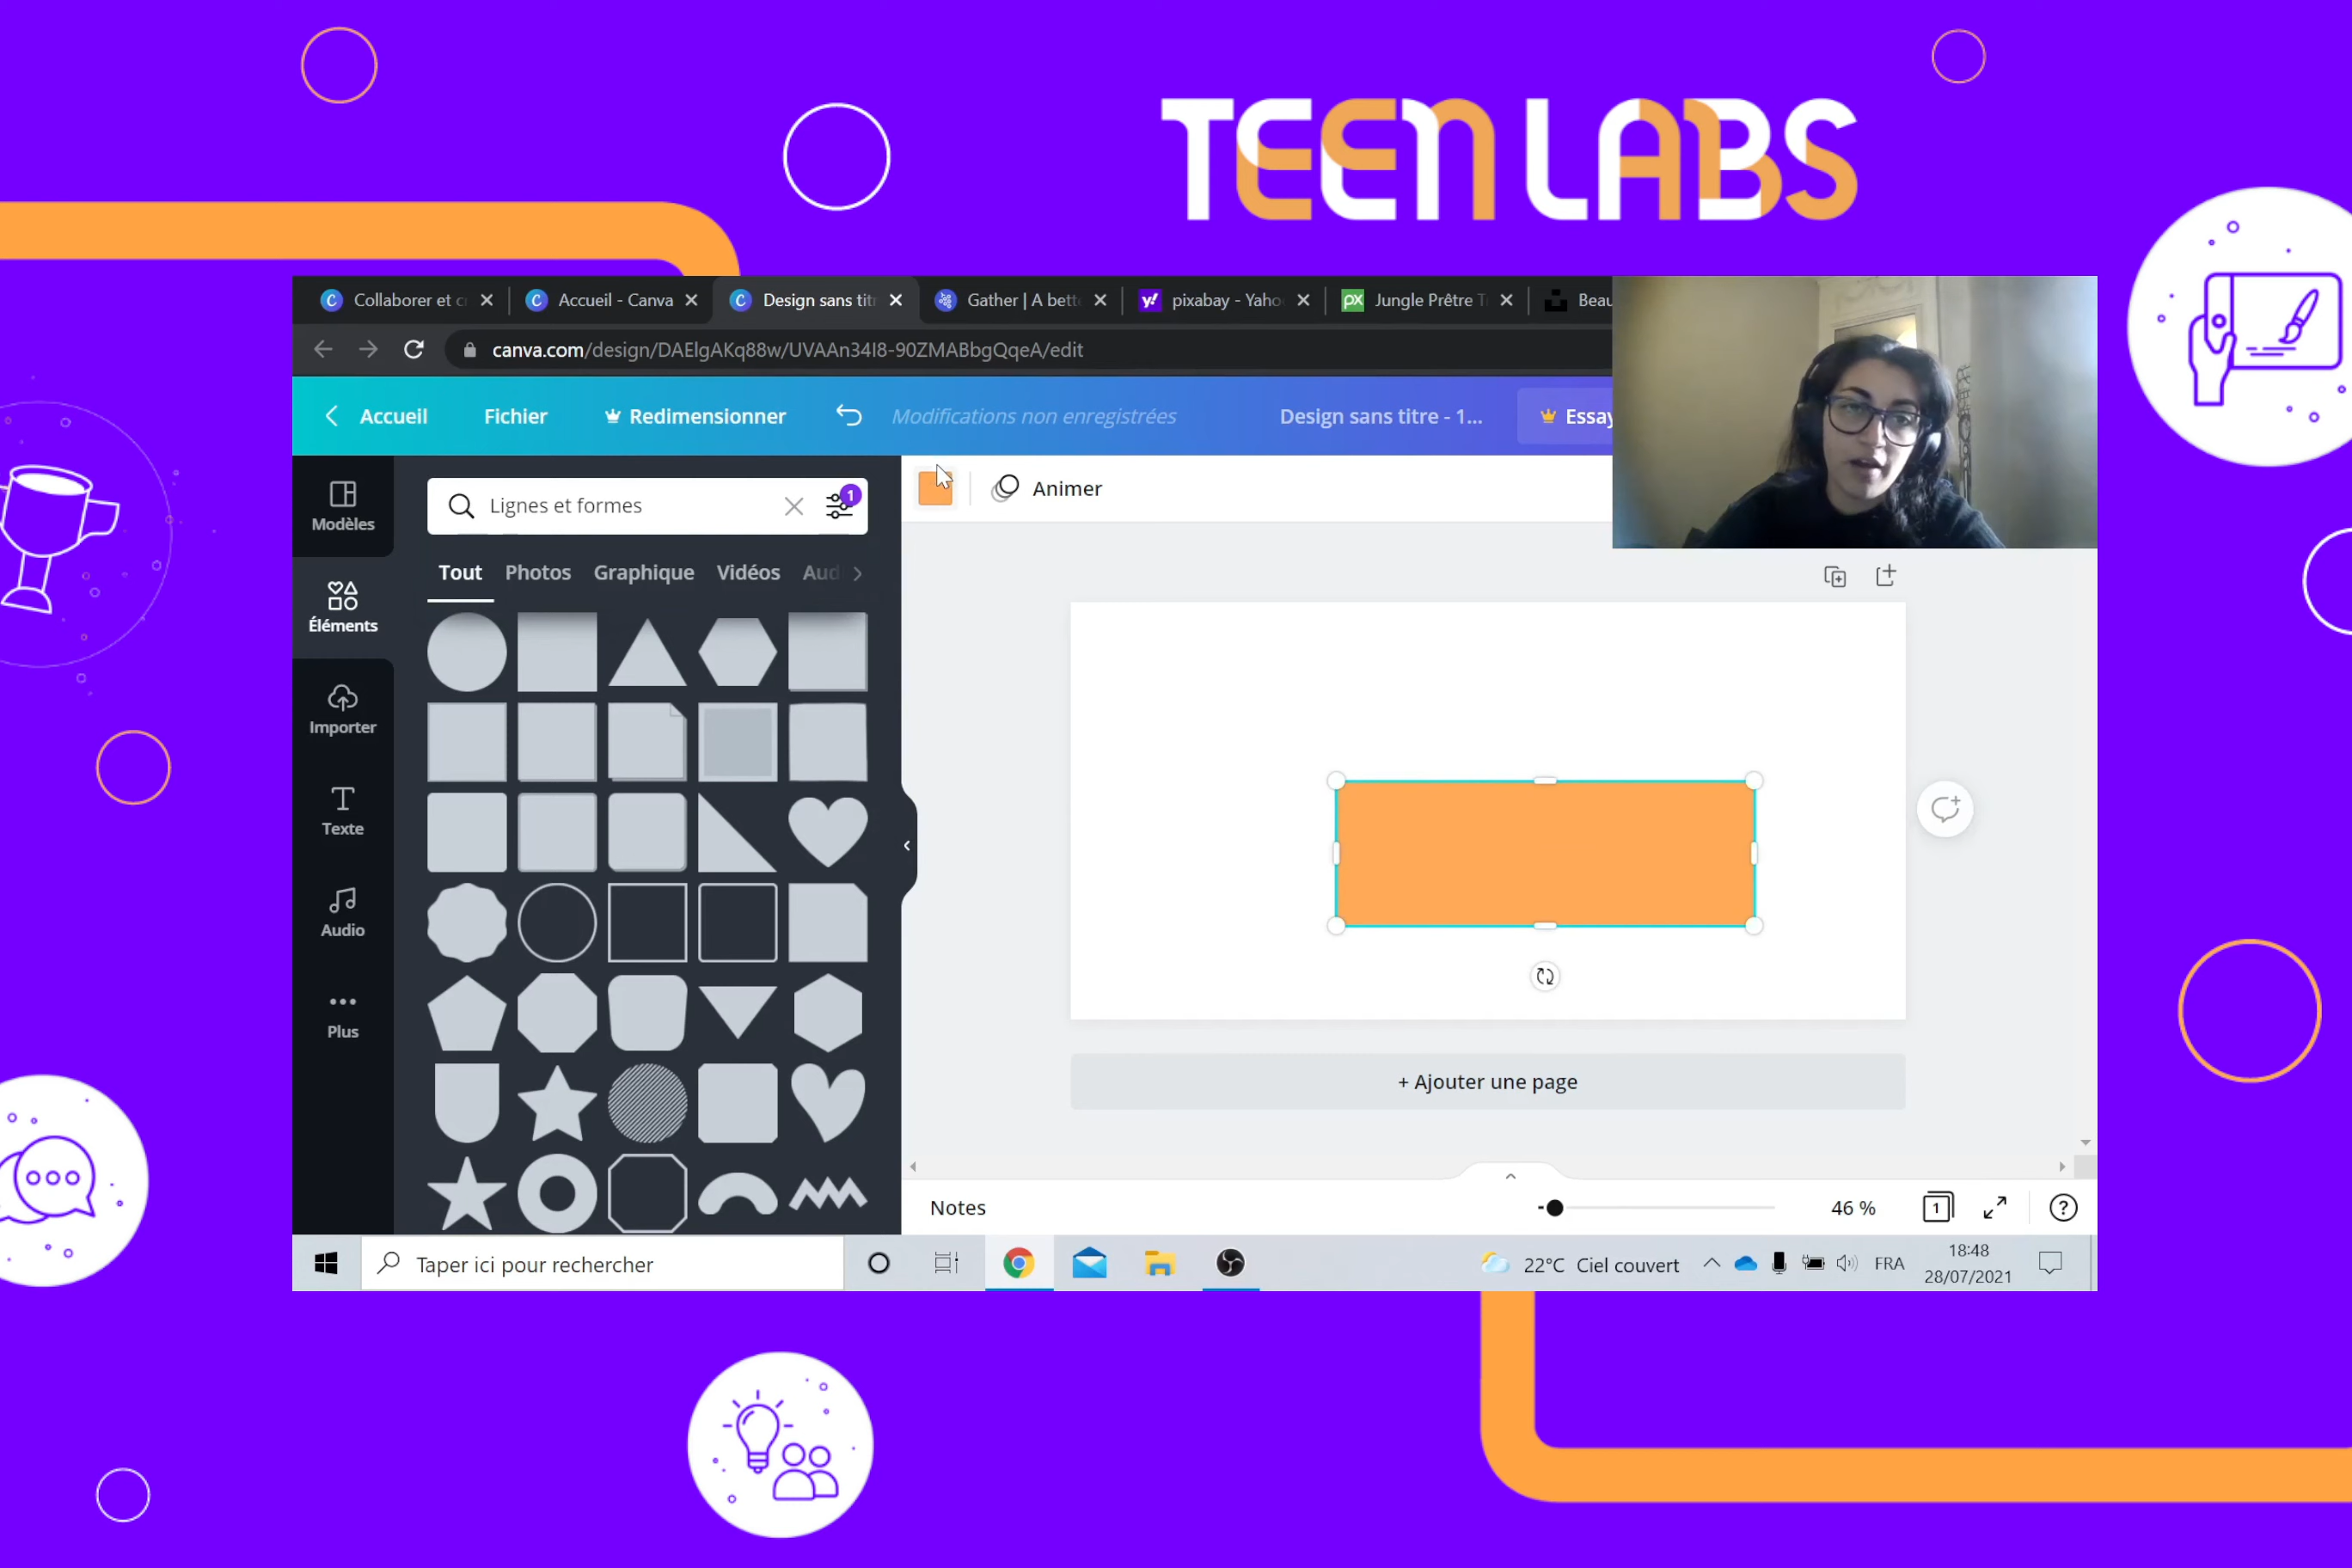 TEEN LABS
Collaborer et c
Accueil - Canva
Design sans tit
Gather | A bett
pixabay - Yaho
Jungle Prêtre T
Beau
canva.com/design/DAElgAKq88w/UVAAn34I8-90ZMABbgQqeA/edit
Accueil
Fichier
Redimensionner
Modifications non enregistrées
Design sans titre - 1...
Essay
Modèles
Éléments
Importer
Texte
Audio
Plus
Lignes et formes
1
Tout
Photos
Graphique
Vidéos
Aud
Animer
+ Ajouter une page
Notes
46 %
1
?
Taper ici pour rechercher
22°C Ciel couvert
FRA
18:48
28/07/2021